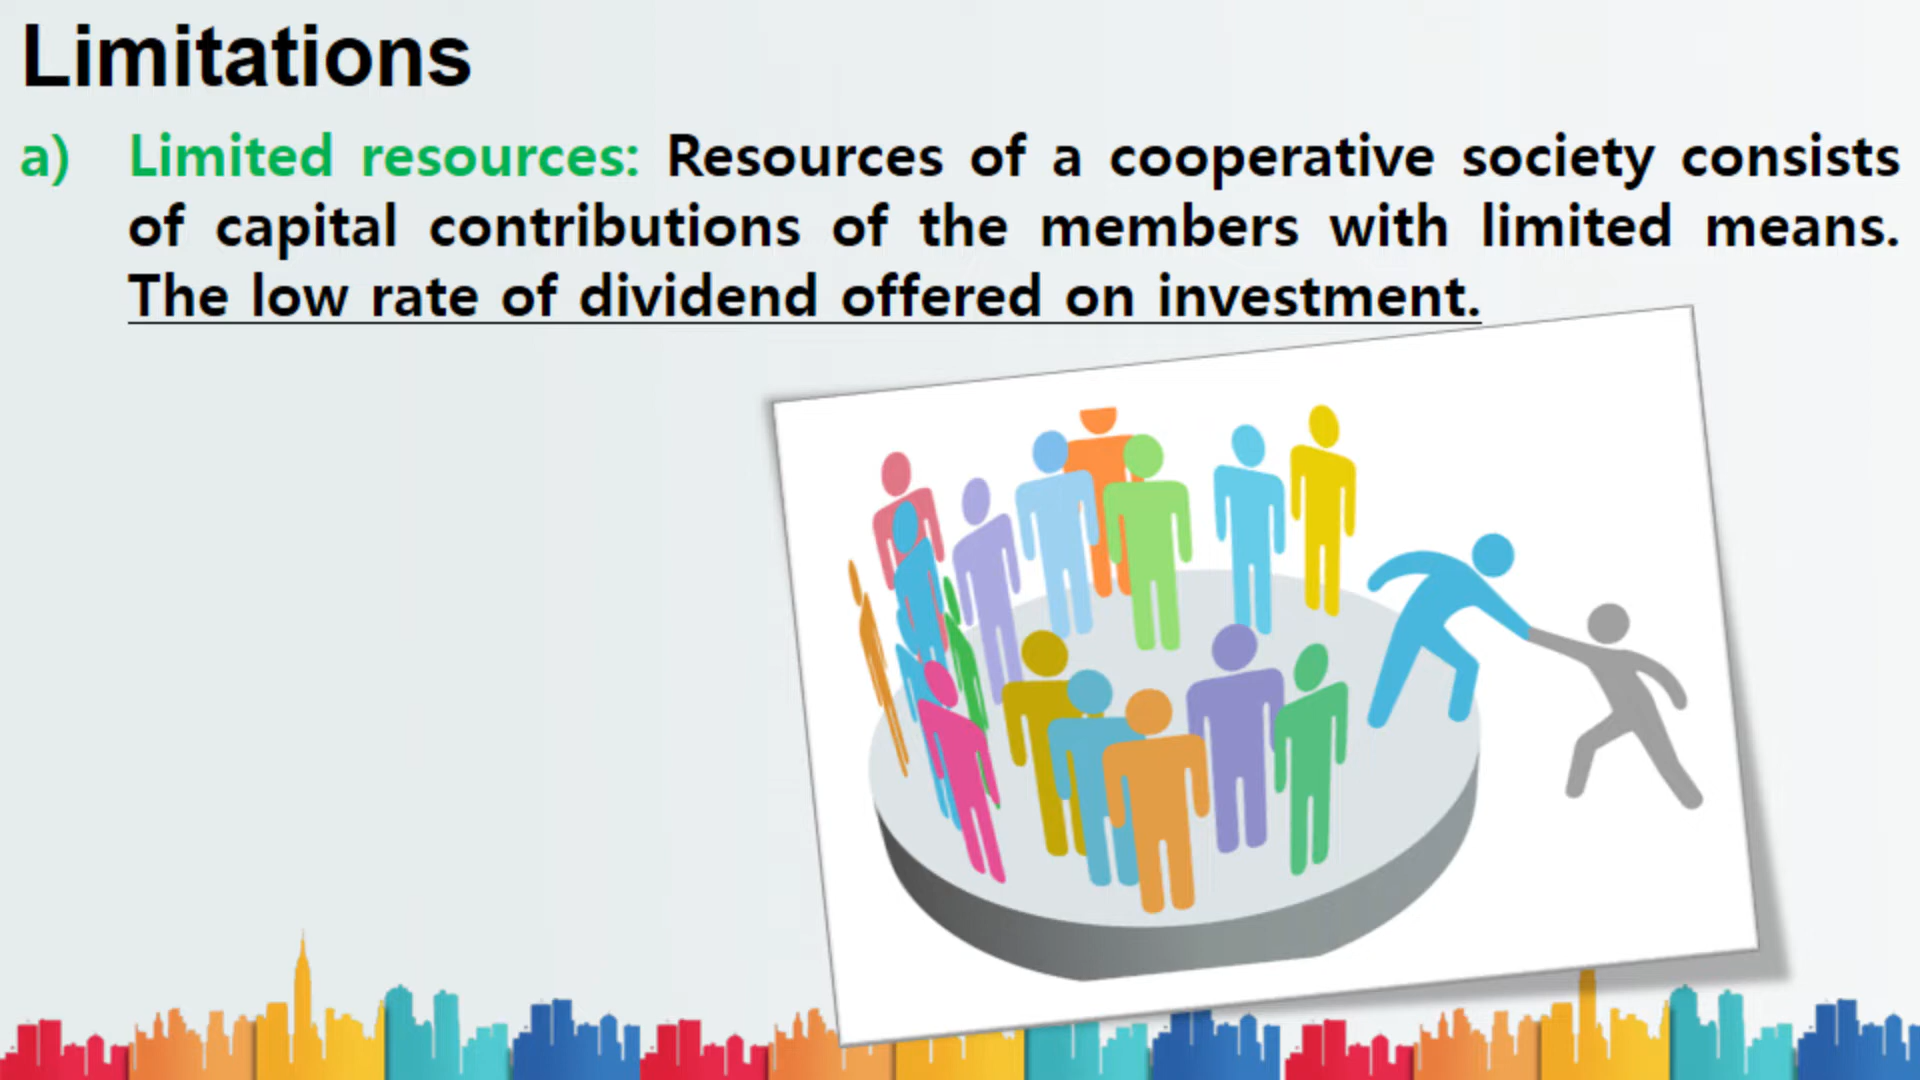 Limitations
a) Limited resources: Resources of a cooperative society consists
of capital contributions of the members with limited means.
The low rate of dividend offered on investment.